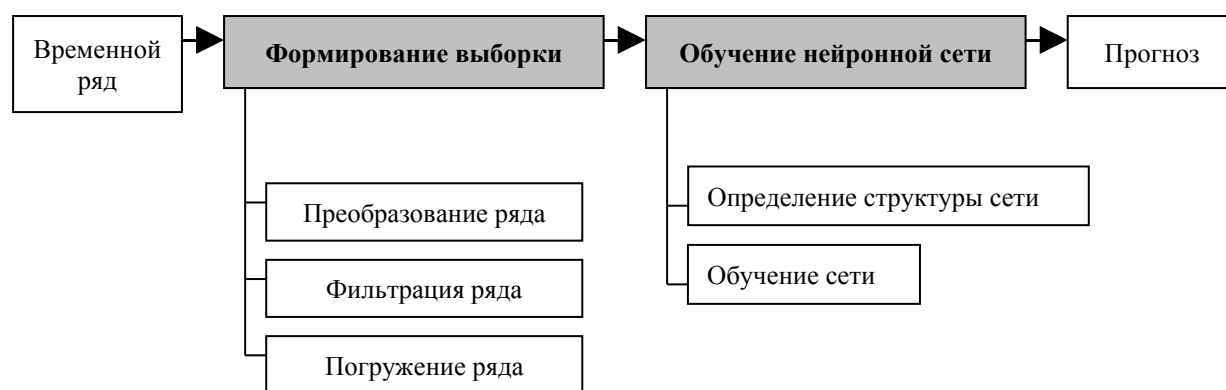 Временной
ряд
Формирование выборки
Обучение нейронной сети
Прогноз
Преобразование ряда
Фильтрация ряда
Погружение ряда
Определение структуры сети
Обучение сети